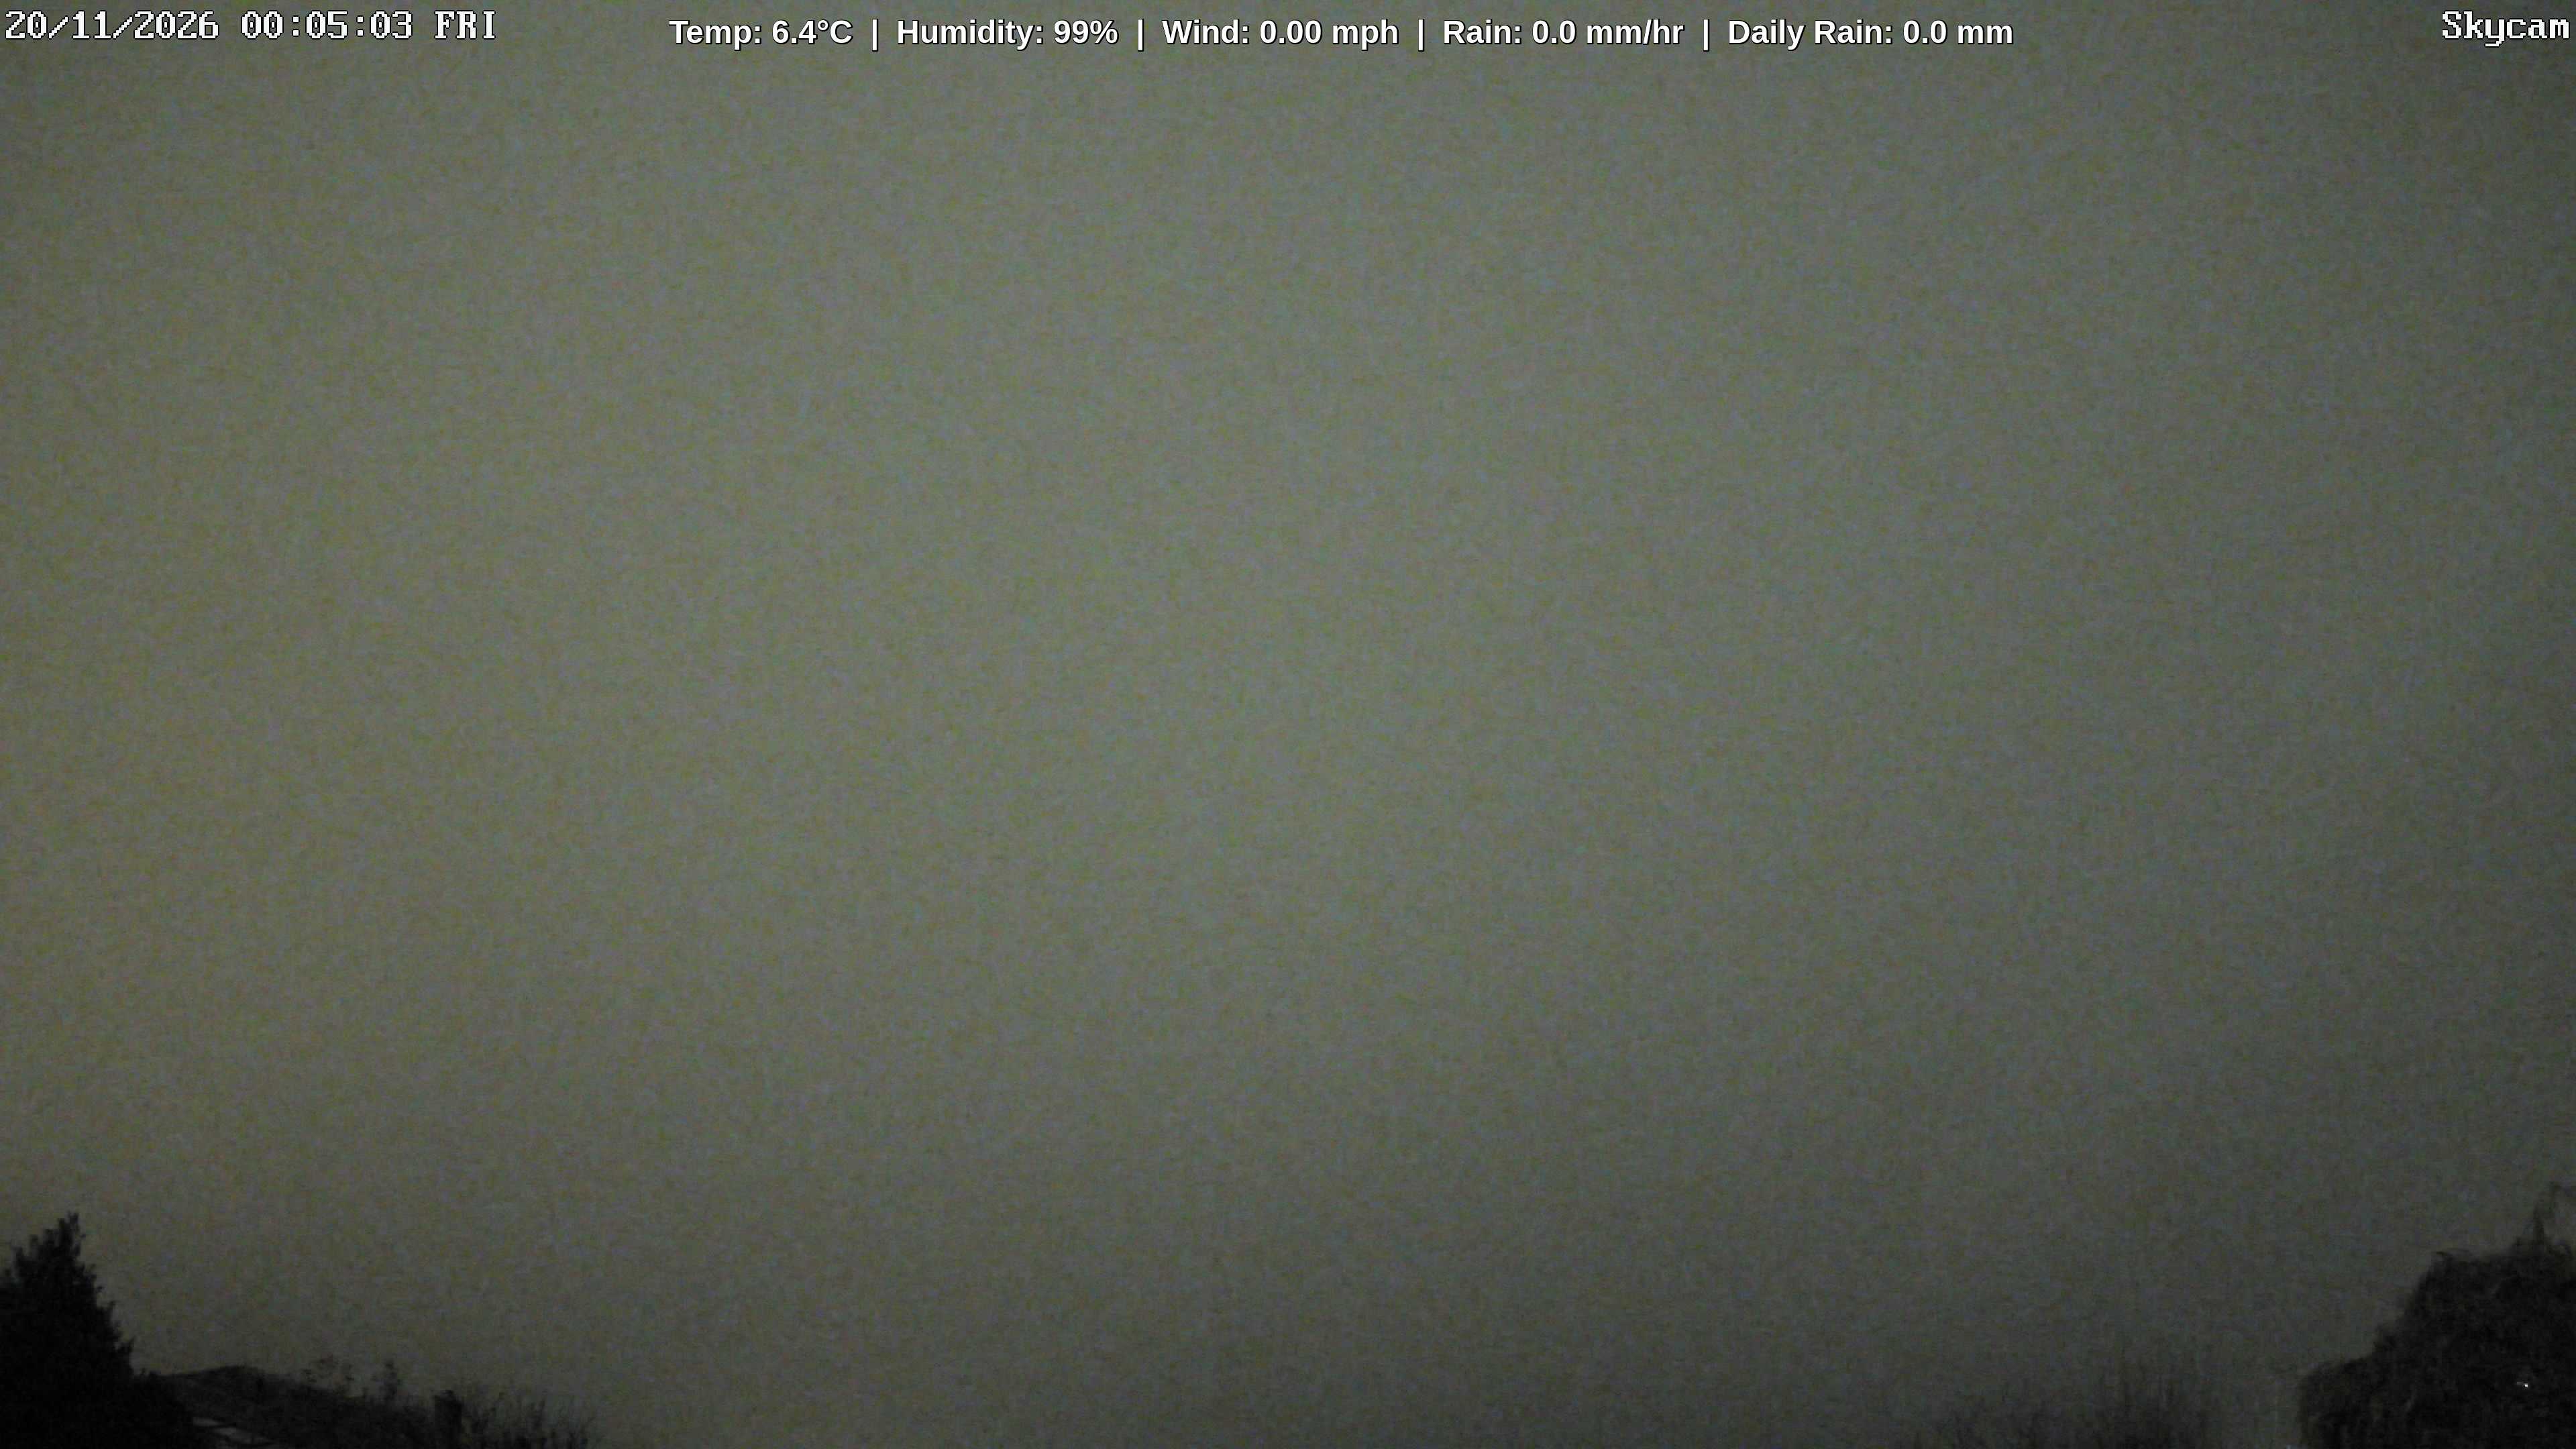 20/11/2026 00:05:03 FRI
Temp: 6.4°C | Humidity: 99% | Wind: 0.00 mph | Rain: 0.0 mm/hr | Daily Rain: 0.0 mm
Skycam